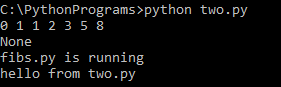 C:\PythonPrograms>python two.py
0 1 1 2 3 5 8
None
fibs.py is running
hello from two.py